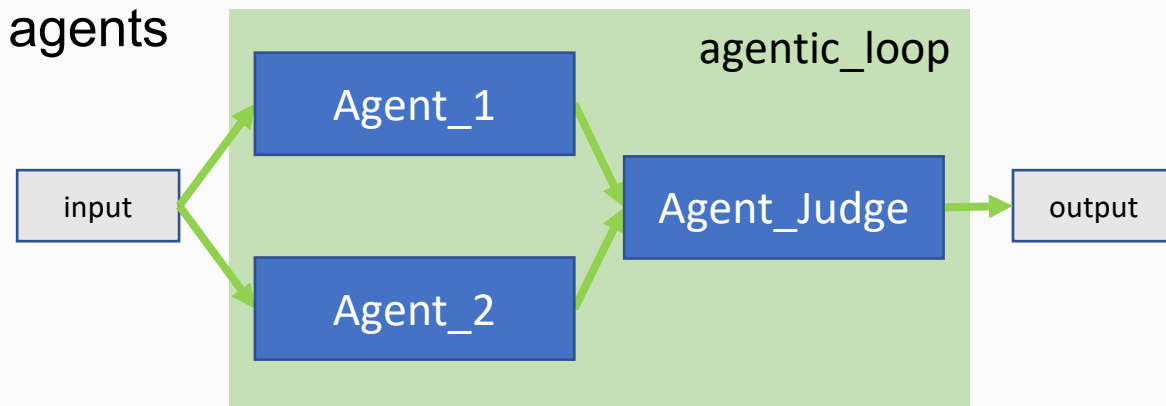 agents
agentic_loop
Agent_1
input
Agent_Judge
output
Agent_2